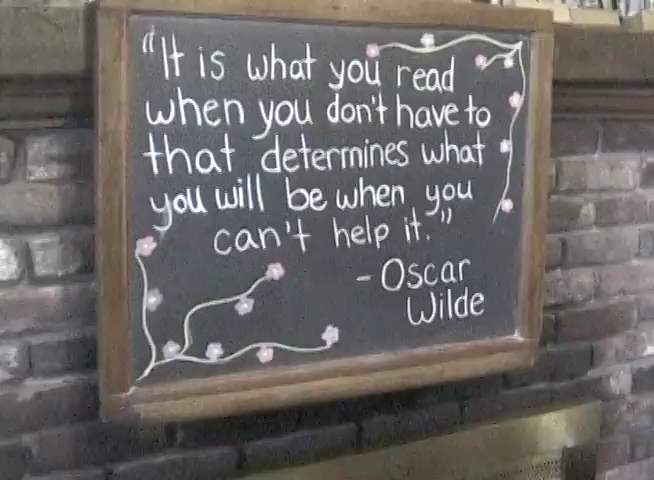 "It is what you read
when you don't have to
that determines what
you will be when you
can't help it."
- Oscar
Wilde